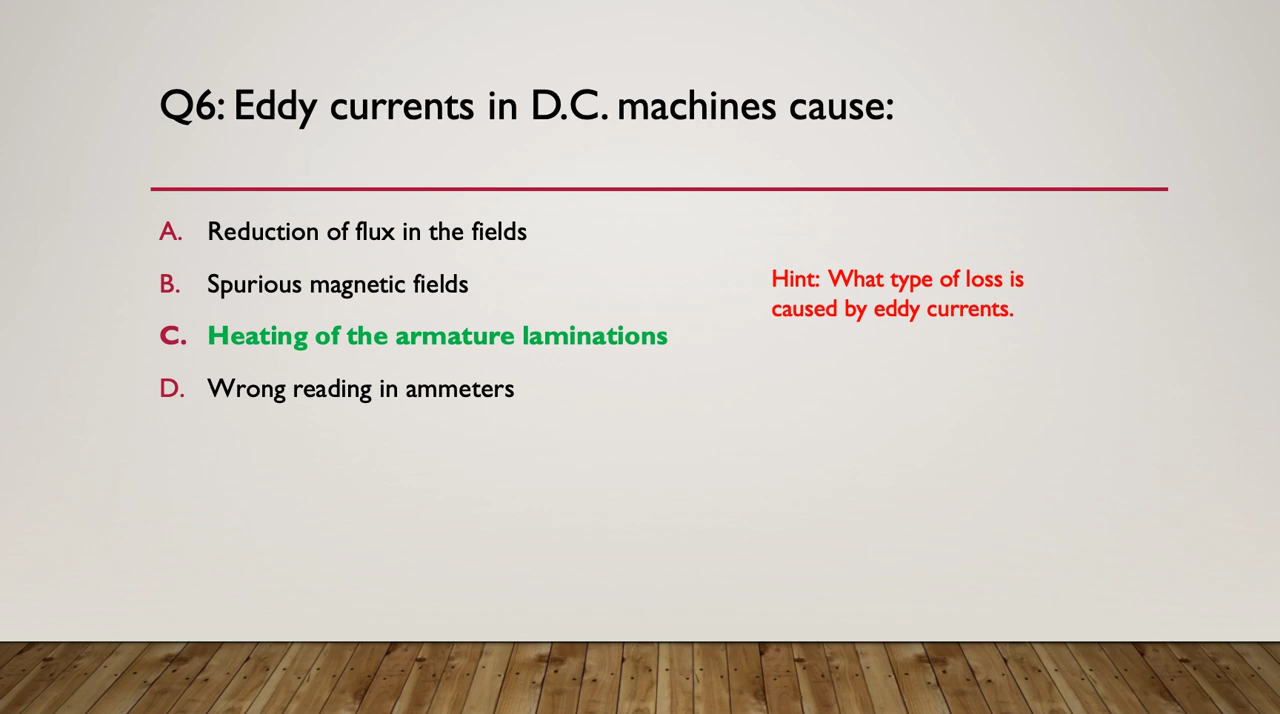 Q6: Eddy currents in D.C. machines cause:
A. Reduction of flux in the fields
B. Spurious magnetic fields
C. Heating of the armature laminations
D. Wrong reading in ammeters
Hint: What type of loss is
caused by eddy currents.